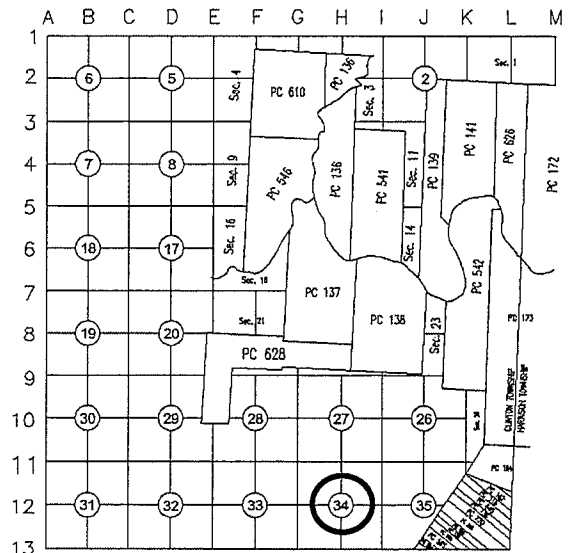 A B C D E F G H I J K L M
1
2
3
4
5
6
7
8
9
10
11
12
13
6
5
Sec. 4
PC 610
PC 136
Sec. 3
2
Sec. 1
7
8
Sec. 9
PC 546
PC 136
PC 541
Sec. 11
PC 139
PC 141
PC 626
PC 172
18
17
Sec. 16
Sec. 14
PC 542
PC 137
PC 138
19
20
Sec. 21
Sec. 23
PC 173
PC 628
CLINTON TOWNSHIP
HARRISON TOWNSHIP
30
29
28
27
26
31
32
33
34
35